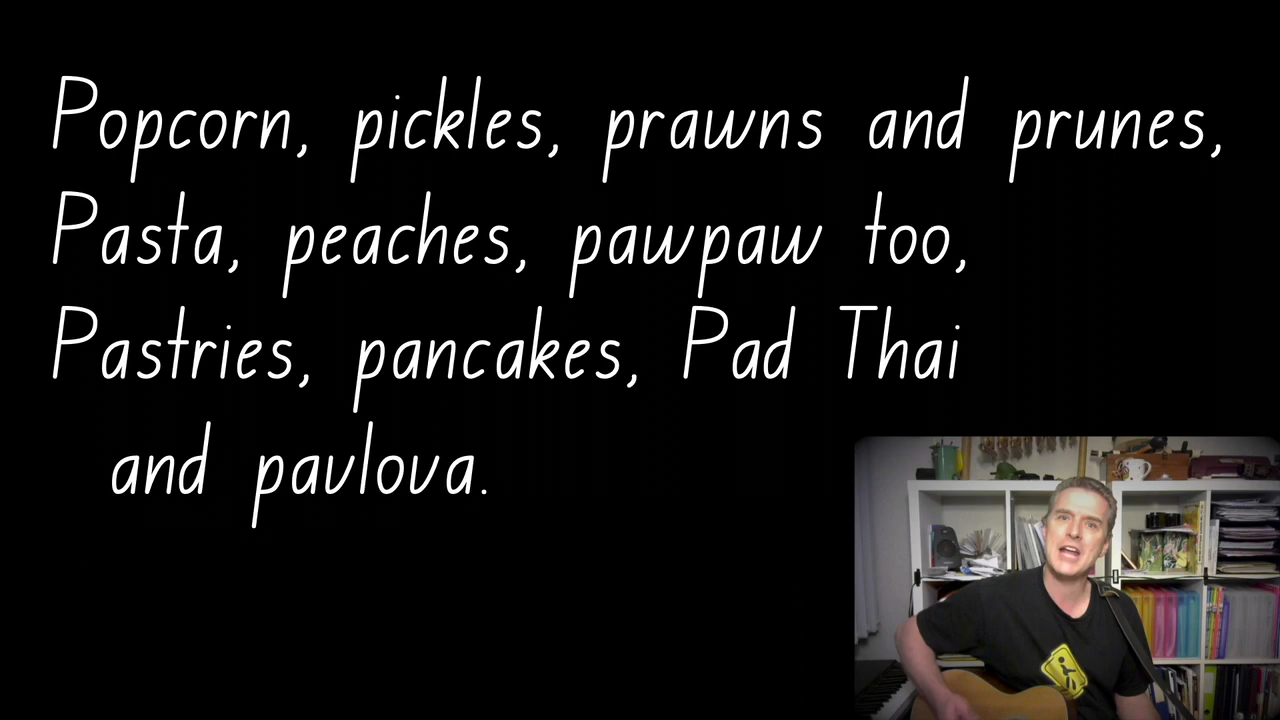 Popcorn, pickles, prawns and prunes,
Pasta, peaches, pawpaw too,
Pastries, pancakes, Pad Thai
and pavlova.